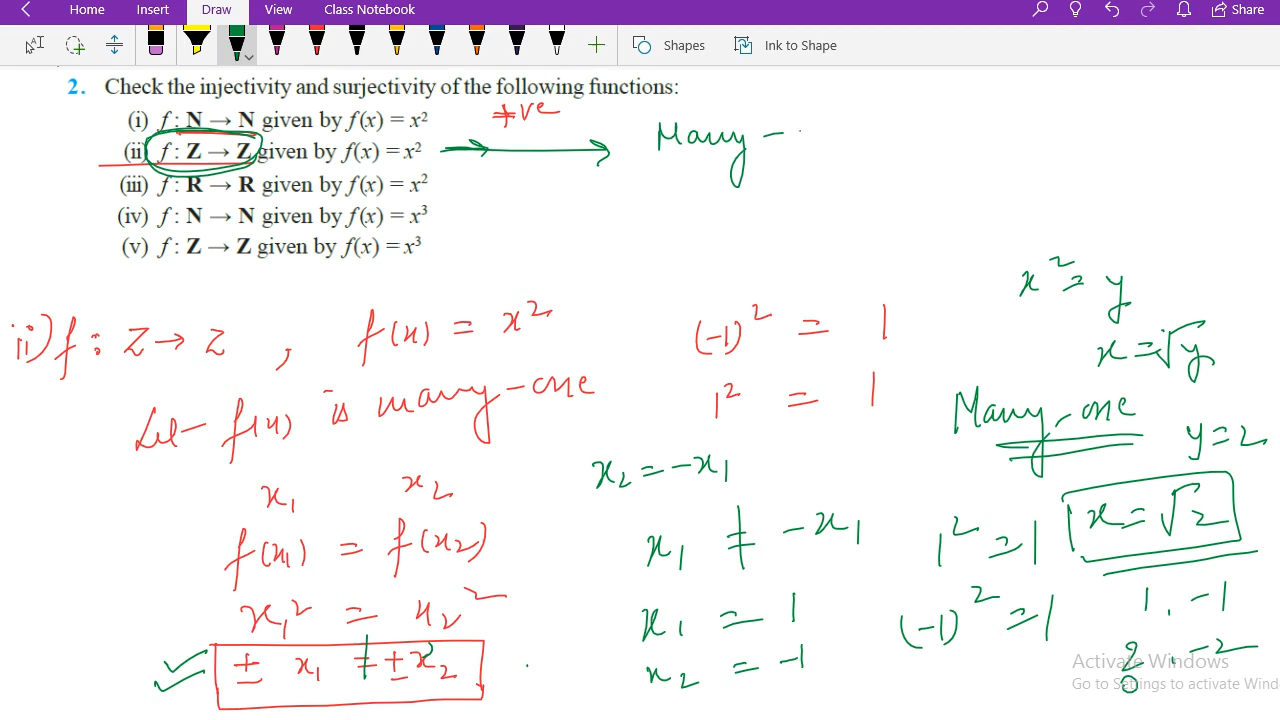 Home Insert Draw View Class Notebook Share
Shapes Ink to Shape
2. Check the injectivity and surjectivity of the following functions:
(i) f : N → N given by f(x) = x²
(ii) f : Z → Z given by f(x) = x²
(iii) f : R → R given by f(x) = x²
(iv) f : N → N given by f(x) = x³
(v) f : Z → Z given by f(x) = x³
+ve
Many -
ii) f : Z → Z , f(x) = x²
Let f(x) is many-one
x₁ x₂
f(x₁) = f(x₂)
x₁² = x₂²
± x₁ ≠ ± x₂
(-1)² = 1
1² = 1
x₂ = -x₁
x₁ ≠ -x₁
x₁ = 1
x₂ = -1
x² = y
x = √y
Many-one
y = 2
x = √2
1² = 1
(-1)² = 1
1, -1
2, -2
0
Activate Windows
Go to Settings to activate Wind